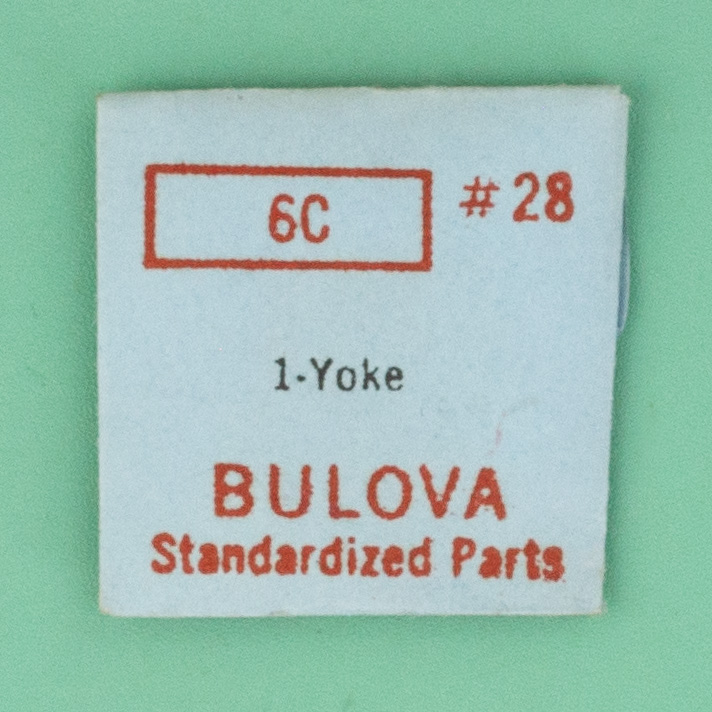 6C # 28
1-Yoke
BULOVA
Standardized Parts